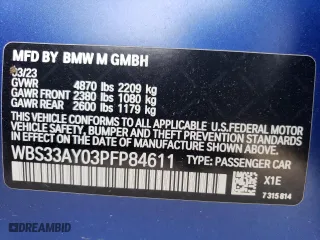 MFD BY BMW M GMBH
03/23
GVWR 4870 lbs 2209 kg
GAWR FRONT 2380 lbs 1080 kg
GAWR REAR 2600 lbs 1179 kg
THIS VEHICLE CONFORMS TO ALL APPLICABLE U.S. FEDERAL MOTOR
VEHICLE SAFETY, BUMPER, AND THEFT PREVENTION STANDARDS
IN EFFECT ON THE DATE OF MANUFACTURE SHOWN ABOVE.
WBS33AY03PFP84611
TYPE: PASSENGER CAR
X1E
7 315 814
DREAMBID